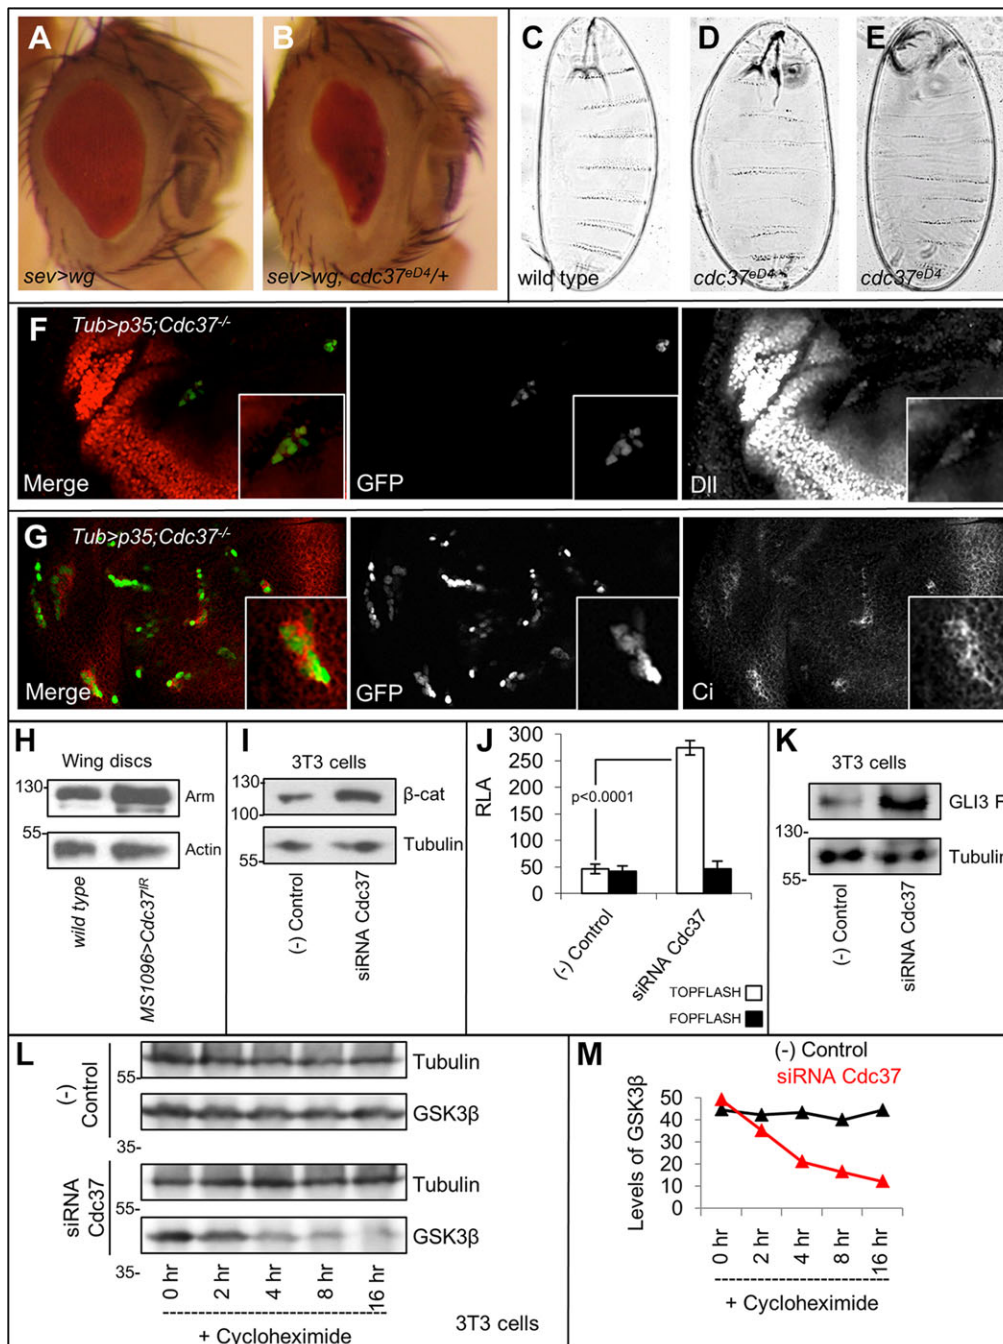 A
sev>wg
B
sev>wg; cdc37eD4/+
C
wild type
D
cdc37eD4
E
cdc37eD4
F
Tub>p35;Cdc37-/-
Merge
GFP
Dll
G
Tub>p35;Cdc37-/-
Merge
GFP
Ci
H
Wing discs
130
Arm
55
Actin
wild type
MS1096>Cdc37IR
I
3T3 cells
130
β-cat
100
Tubulin
55
(-) Control
siRNA Cdc37
J
RLA
300
250
200
150
100
50
0
p<0.0001
(-) Control
siRNA Cdc37
TOPFLASH
FOPFLASH
K
3T3 cells
GLI3 F
130
Tubulin
55-
(-) Control
siRNA Cdc37
L
(-) Control
Tubulin
55
GSK3β
35-
siRNA Cdc37
Tubulin
55
GSK3β
35-
0 hr
2 hr
4 hr
8 hr
16 hr
+ Cycloheximide
3T3 cells
M
(-) Control
siRNA Cdc37
Levels of GSK3β
50
40
30
20
10
0
0 hr
2 hr
4 hr
8 hr
16 hr
+ Cycloheximide